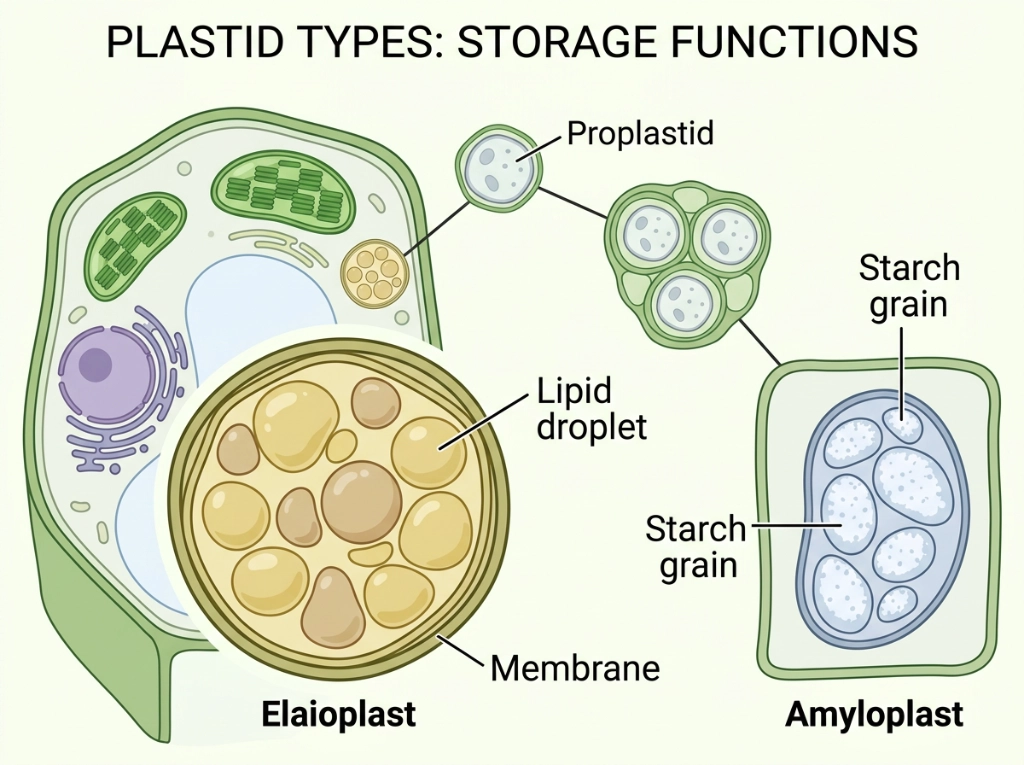 PLASTID TYPES: STORAGE FUNCTIONS
Proplastid
Starch
grain
Lipid
droplet
Starch
grain
Membrane
Elaioplast
Amyloplast